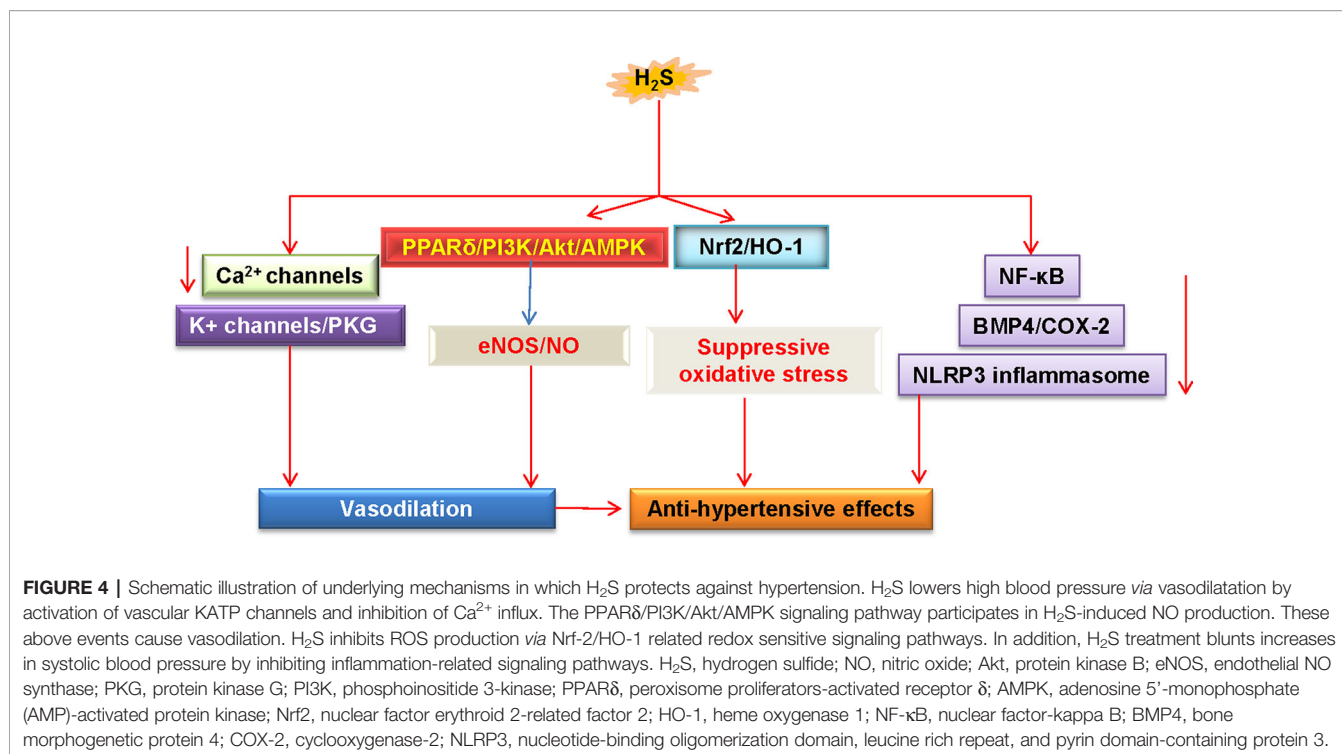 H₂S
PPARδ/PI3K/Akt/AMPK
Nrf2/HO-1
Ca²⁺ channels
NF-κB
K+ channels/PKG
BMP4/COX-2
eNOS/NO
Suppressive
oxidative stress
NLRP3 inflammasome
Vasodilation
Anti-hypertensive effects
FIGURE 4 | Schematic illustration of underlying mechanisms in which H₂S protects against hypertension. H₂S lowers high blood pressure via vasodilatation by
activation of vascular KATP channels and inhibition of Ca²⁺ influx. The PPARδ/PI3K/Akt/AMPK signaling pathway participates in H₂S-induced NO production. These
above events cause vasodilation. H₂S inhibits ROS production via Nrf-2/HO-1 related redox sensitive signaling pathways. In addition, H₂S treatment blunts increases
in systolic blood pressure by inhibiting inflammation-related signaling pathways. H₂S, hydrogen sulfide; NO, nitric oxide; Akt, protein kinase B; eNOS, endothelial NO
synthase; PKG, protein kinase G; PI3K, phosphoinositide 3-kinase; PPARδ, peroxisome proliferators-activated receptor δ; AMPK, adenosine 5’-monophosphate
(AMP)-activated protein kinase; Nrf2, nuclear factor erythroid 2-related factor 2; HO-1, heme oxygenase 1; NF-κB, nuclear factor-kappa B; BMP4, bone
morphogenetic protein 4; COX-2, cyclooxygenase-2; NLRP3, nucleotide-binding oligomerization domain, leucine rich repeat, and pyrin domain-containing protein 3.